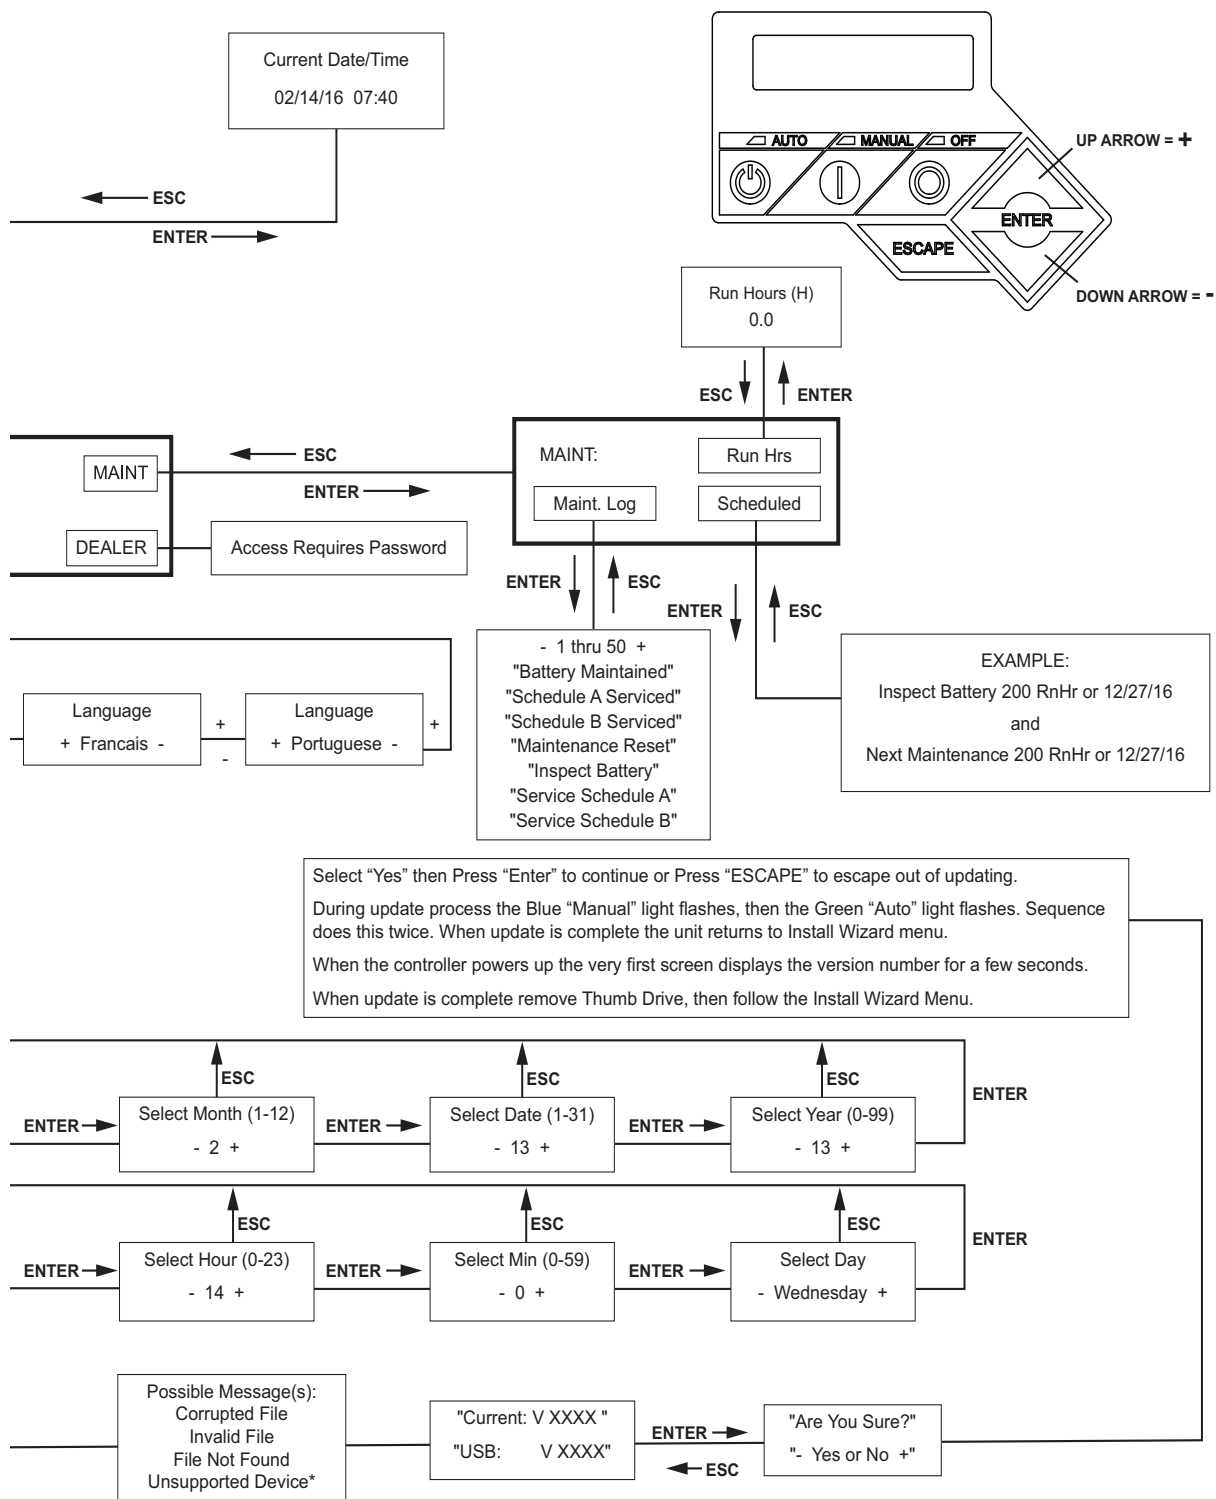 Current Date/Time
02/14/16 07:40
ESC
ENTER
AUTO
MANUAL
OFF
UP ARROW = +
ENTER
ESCAPE
DOWN ARROW = -
Run Hours (H)
0.0
ESC
ENTER
MAINT
ESC
ENTER
MAINT:
Run Hrs
Maint. Log
Scheduled
DEALER
Access Requires Password
ENTER
ESC
ENTER
ESC
- 1 thru 50 +
"Battery Maintained"
"Schedule A Serviced"
"Schedule B Serviced"
"Maintenance Reset"
"Inspect Battery"
"Service Schedule A"
"Service Schedule B"
EXAMPLE:
Inspect Battery 200 RnHr or 12/27/16
and
Next Maintenance 200 RnHr or 12/27/16
Language
+ Francais -
+
-
Language
+ Portuguese -
+
Select “Yes” then Press “Enter” to continue or Press “ESCAPE” to escape out of updating.
During update process the Blue “Manual” light flashes, then the Green “Auto” light flashes. Sequence
does this twice. When update is complete the unit returns to Install Wizard menu.
When the controller powers up the very first screen displays the version number for a few seconds.
When update is complete remove Thumb Drive, then follow the Install Wizard Menu.
ESC
ESC
ESC
ENTER
ENTER
Select Month (1-12)
- 2 +
ENTER
Select Date (1-31)
- 13 +
ENTER
Select Year (0-99)
- 13 +
ESC
ESC
ESC
ENTER
ENTER
Select Hour (0-23)
- 14 +
ENTER
Select Min (0-59)
- 0 +
ENTER
Select Day
- Wednesday +
Possible Message(s):
Corrupted File
Invalid File
File Not Found
Unsupported Device*
"Current: V XXXX "
"USB: V XXXX"
ENTER
ESC
"Are You Sure?"
"- Yes or No +"